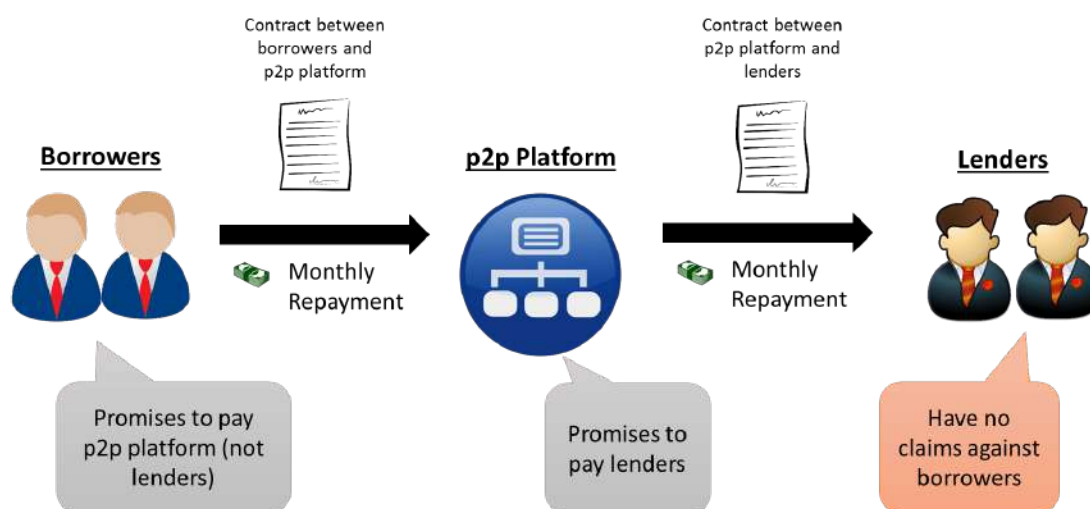 Contract between
borrowers and
p2p platform
Contract between
p2p platform and
lenders
Borrowers
p2p Platform
Lenders
Monthly
Repayment
Monthly
Repayment
Promises to pay
p2p platform (not
lenders)
Promises to
pay lenders
Have no
claims against
borrowers